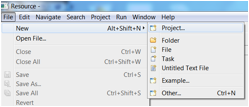 Resource -
File Edit Navigate Search Project Run Window H
New Alt+Shift+N
Open File...
Close Ctrl+W
Close All Ctrl+Shift+W
Save Ctrl+S
Save As...
Save All Ctrl+Shift+S
Revert
Project...
Folder
File
Task
Untitled Text File
Example...
Other... Ctrl+N